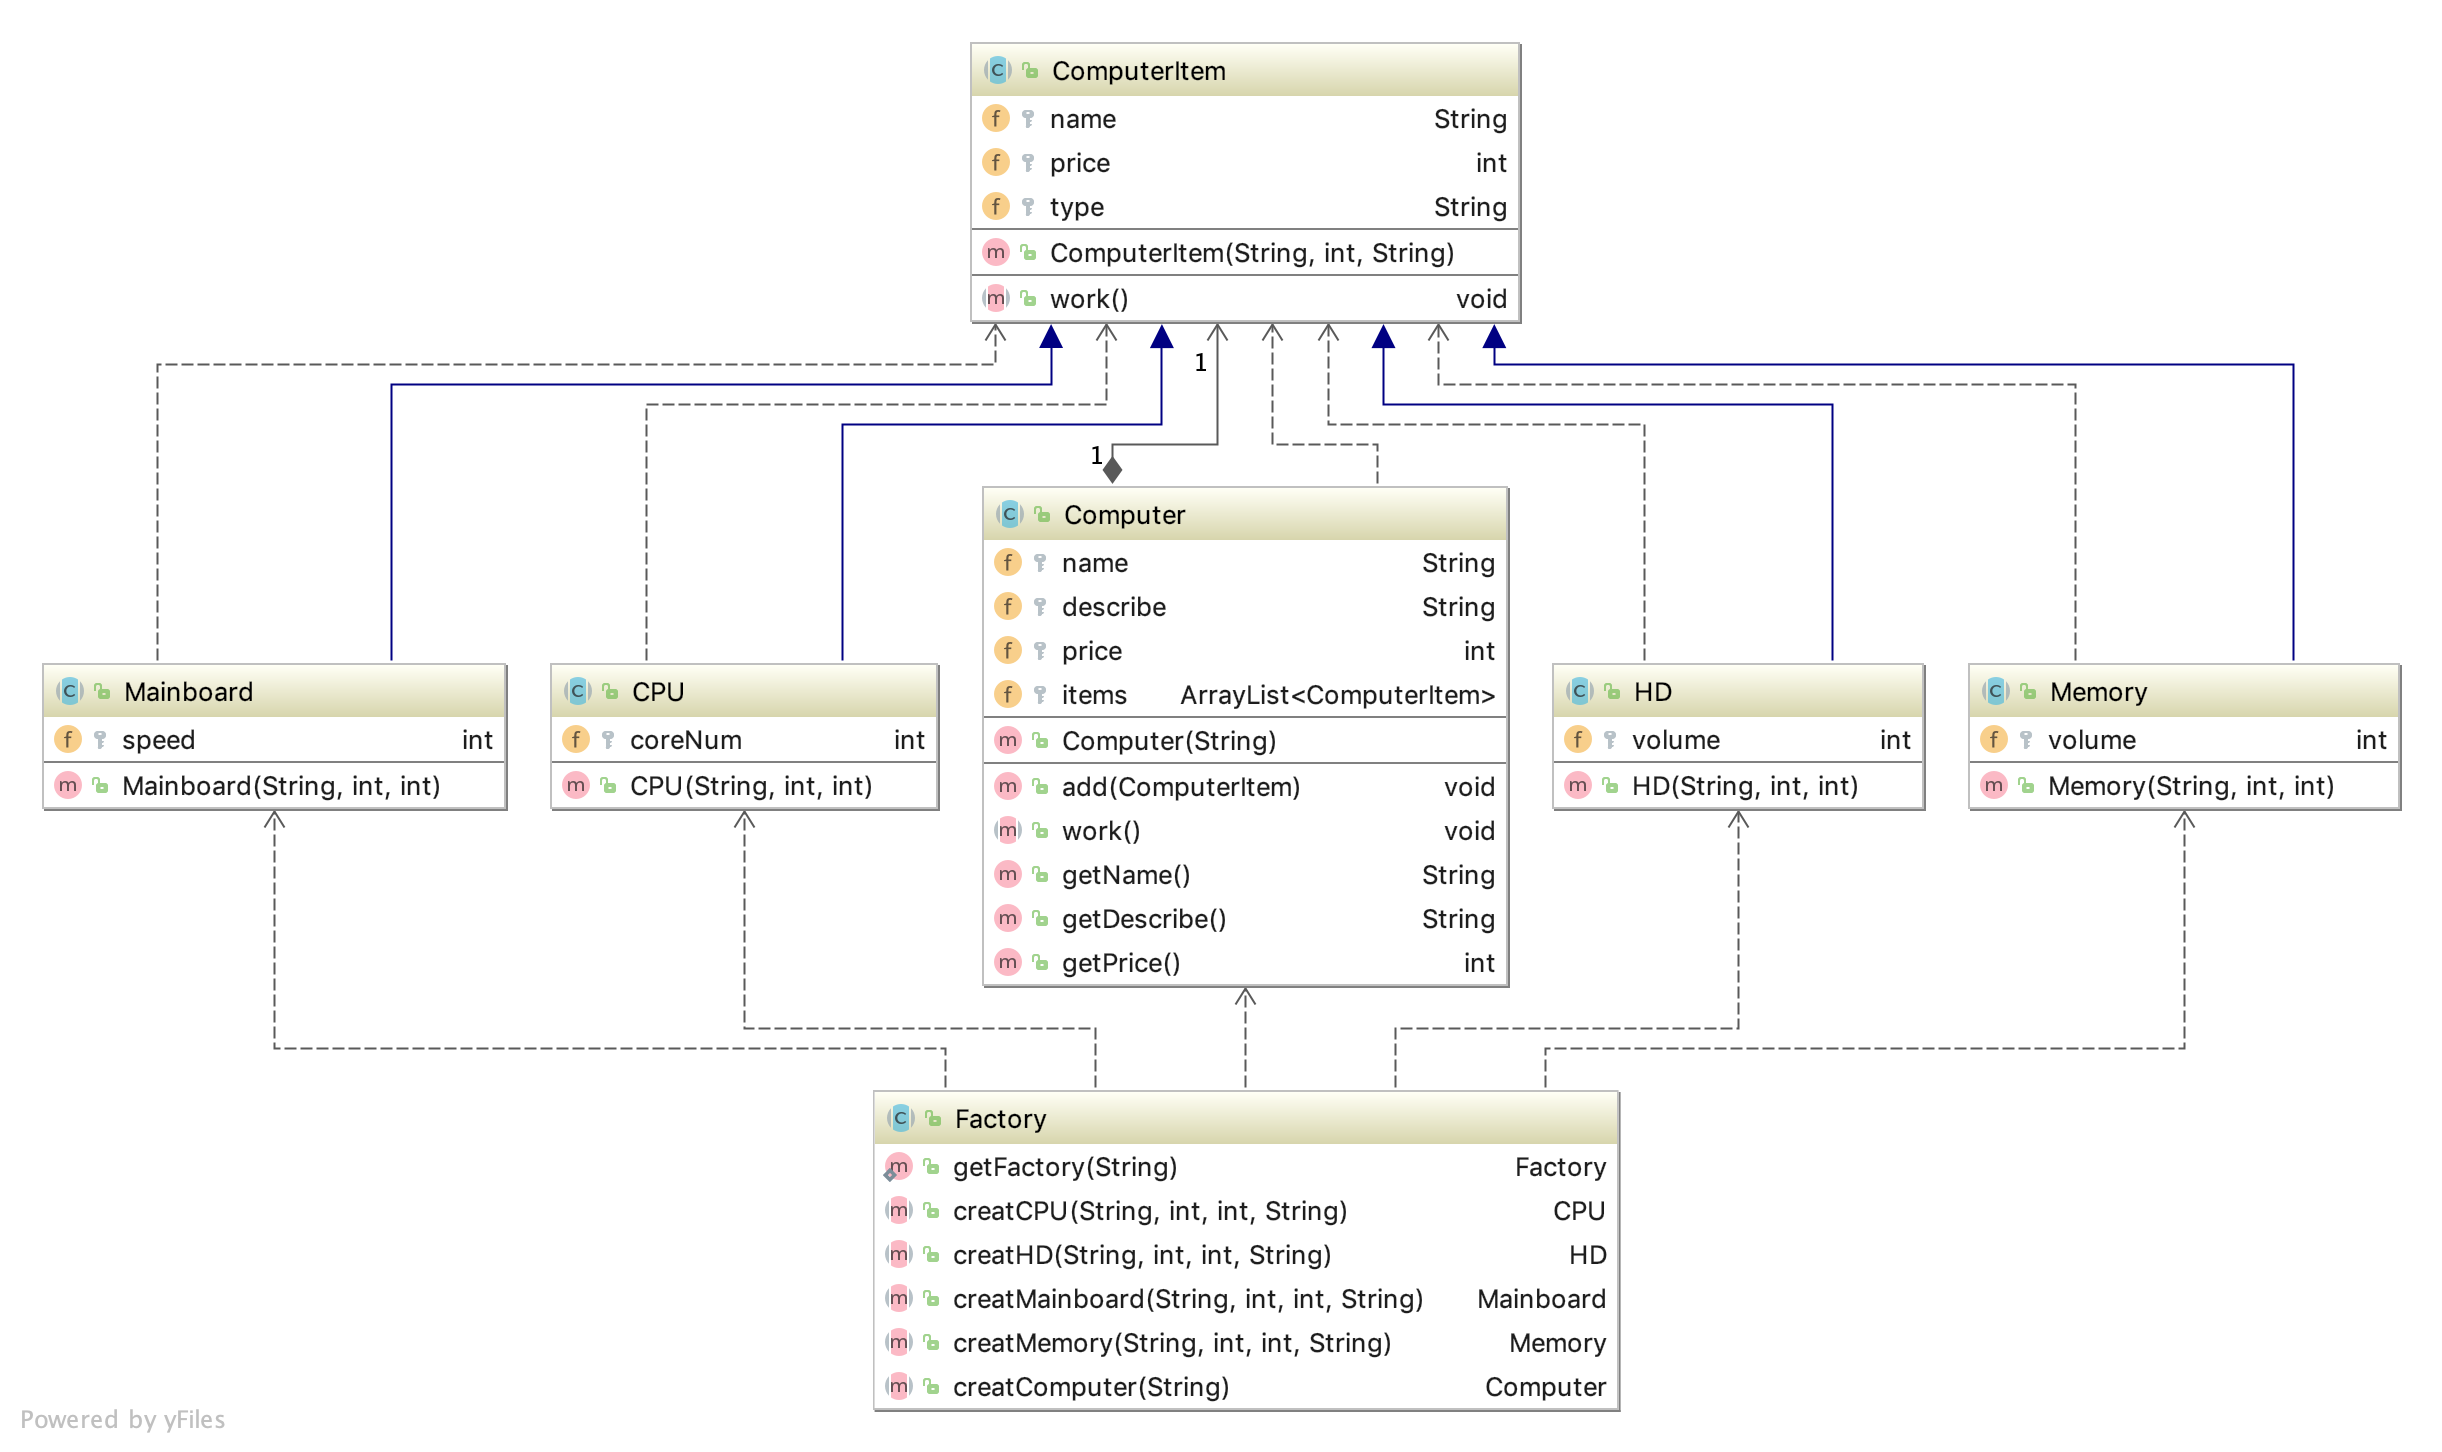 ComputerItem
name String
price int
type String
ComputerItem(String, int, String)
work() void
1
1
Computer
name String
describe String
price int
items ArrayList<ComputerItem>
Computer(String)
add(ComputerItem) void
work() void
getName() String
getDescribe() String
getPrice() int
Mainboard
speed int
Mainboard(String, int, int)
CPU
coreNum int
CPU(String, int, int)
HD
volume int
HD(String, int, int)
Memory
volume int
Memory(String, int, int)
Factory
getFactory(String) Factory
creatCPU(String, int, int, String) CPU
creatHD(String, int, int, String) HD
creatMainboard(String, int, int, String) Mainboard
creatMemory(String, int, int, String) Memory
creatComputer(String) Computer
Powered by yFiles